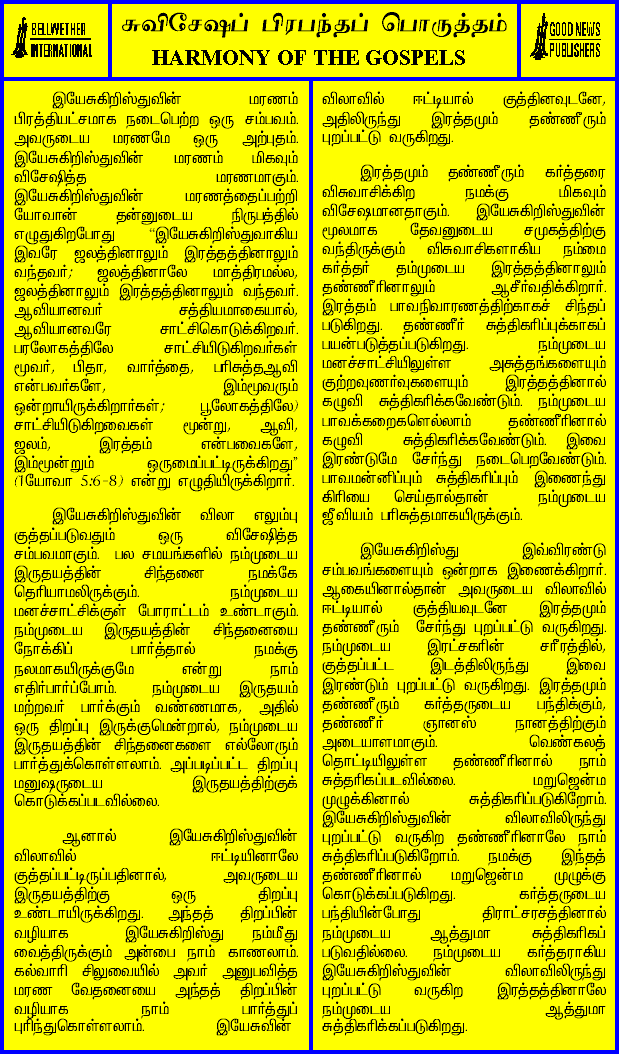 BELLWETHER
INTERNATIONAL
சுவிசேஷப் பிரபந்தப் பொருத்தம்
HARMONY OF THE GOSPELS
GOOD NEWS
PUBLISHERS
இயேசுகிறிஸ்துவின் மரணம்
பிரத்தியட்சமாக நடைபெற்ற ஒரு சம்பவம்.
அவருடைய மரணமே ஒரு அற்புதம்.
இயேசுகிறிஸ்துவின் மரணம் மிகவும்
விசேஷித்த மரணமாகும்.
இயேசுகிறிஸ்துவின் மரணத்தைப்பற்றி
யோவான் தன்னுடைய நிருபத்தில்
எழுதுகிறபோது "இயேசுகிறிஸ்துவாகிய
இவரே ஜலத்தினாலும் இரத்தத்தினாலும்
வந்தவர்; ஜலத்தினாலே மாத்திரமல்ல,
ஜலத்தினாலும் இரத்தத்தினாலும் வந்தவர்.
ஆவியானவர் சத்தியமாகையால்,
ஆவியானவரே சாட்சிகொடுக்கிறவர்.
பரலோகத்திலே சாட்சியிடுகிறவர்கள்
மூவர், பிதா, வார்த்தை, பரிசுத்தஆவி
என்பவர்களே, இம்மூவரும்
ஒன்றாயிருக்கிறார்கள்; பூலோகத்திலே)
சாட்சியிடுகிறவைகள் மூன்று, ஆவி,
ஜலம், இரத்தம் என்பவைகளே,
இம்மூன்றும் ஒருமைப்பட்டிருக்கிறது"
(1யோவா 5:6-8) என்று எழுதியிருக்கிறார்.
இயேசுகிறிஸ்துவின் விலா எலும்பு
குத்தப்படுவதும் ஒரு விசேஷித்த
சம்பவமாகும். பல சமயங்களில் நம்முடைய
இருதயத்தின் சிந்தனை நமக்கே
தெரியாமலிருக்கும். நம்முடைய
மனச்சாட்சிக்குள் போராட்டம் உண்டாகும்.
நம்முடைய இருதயத்தின் சிந்தனையை
நோக்கிப் பார்த்தால் நமக்கு
நலமாகயிருக்குமே என்று நாம்
எதிர்பார்ப்போம். நம்முடைய இருதயம்
மற்றவர் பார்க்கும் வண்ணமாக, அதில்
ஒரு திறப்பு இருக்குமென்றால், நம்முடைய
இருதயத்தின் சிந்தனைகளை எல்லோரும்
பார்த்துக்கொள்ளலாம். அப்படிப்பட்ட திறப்பு
மனுஷருடைய இருதயத்திற்குக்
கொடுக்கப்படவில்லை.
ஆனால் இயேசுகிறிஸ்துவின்
விலாவில் ஈட்டியினாலே
குத்தப்பட்டிருப்பதினால், அவருடைய
இருதயத்திற்கு ஒரு திறப்பு
உண்டாயிருக்கிறது. அந்தத் திறப்பின்
வழியாக இயேசுகிறிஸ்து நம்மீது
வைத்திருக்கும் அன்பை நாம் காணலாம்.
கல்வாரி சிலுவையில் அவர் அனுபவித்த
மரண வேதனையை அந்தத் திறப்பின்
வழியாக நாம் பார்த்துப்
புரிந்துகொள்ளலாம். இயேசுவின்
விலாவில் ஈட்டியால் குத்தினவுடனே,
அதிலிருந்து இரத்தமும் தண்ணீரும்
புறப்பட்டு வருகிறது.
இரத்தமும் தண்ணீரும் கர்த்தரை
விசுவாசிக்கிற நமக்கு மிகவும்
விசேஷமானதாகும். இயேசுகிறிஸ்துவின்
மூலமாக தேவனுடைய சமுகத்திற்கு
வந்திருக்கும் விசுவாசிகளாகிய நம்மை
கர்த்தர் தம்முடைய இரத்தத்தினாலும்
தண்ணீரினாலும் ஆசீர்வதிக்கிறார்.
இரத்தம் பாவநிவாரணத்திற்காகச் சிந்தப்
படுகிறது. தண்ணீர் சுத்திகரிப்புக்காகப்
பயன்படுத்தப்படுகிறது. நம்முடைய
மனச்சாட்சியிலுள்ள அசுத்தங்களையும்
குற்றவுணர்வுகளையும் இரத்தத்தினால்
கழுவி சுத்திகரிக்கவேண்டும். நம்முடைய
பாவக்கறைகளெல்லாம் தண்ணீரினால்
கழுவி சுத்திகரிக்கவேண்டும். இவை
இரண்டுமே சேர்ந்து நடைபெறவேண்டும்.
பாவமன்னிப்பும் சுத்திகரிப்பும் இணைந்து
கிரியை செய்தால்தான் நம்முடைய
ஜீவியம் பரிசுத்தமாகயிருக்கும்.
இயேசுகிறிஸ்து இவ்விரண்டு
சம்பவங்களையும் ஒன்றாக இணைக்கிறார்.
ஆகையினால்தான் அவருடைய விலாவில்
ஈட்டியால் குத்தியவுடனே இரத்தமும்
தண்ணீரும் சேர்ந்து புறப்பட்டு வருகிறது.
நம்முடைய இரட்சகரின் சரீரத்தில்,
குத்தப்பட்ட இடத்திலிருந்து இவை
இரண்டும் புறப்பட்டு வருகிறது. இரத்தமும்
தண்ணீரும் கர்த்தருடைய பந்திக்கும்,
தண்ணீர் ஞானஸ் நானத்திற்கும்
அடையாளமாகும். வெண்கலத்
தொட்டியிலுள்ள தண்ணீரினால் நாம்
சுத்தரிகப்படவில்லை. மறுஜென்ம
முழுக்கினால் சுத்திகரிப்படுகிறோம்.
இயேசுகிறிஸ்துவின் விலாவிலிருந்து
புறப்பட்டு வருகிற தண்ணீரினாலே நாம்
சுத்திகரிப்படுகிறோம். நமக்கு இந்தத்
தண்ணீரினால் மறுஜென்ம முழுக்கு
கொடுக்கப்படுகிறது. கர்த்தருடைய
பந்தியின்போது திராட்சரசத்தினால்
நம்முடைய ஆத்துமா சுத்திகரிகப்
படுவதில்லை. நம்முடைய கர்த்தராகிய
இயேசுகிறிஸ்துவின் விலாவிலிருந்து
புறப்பட்டு வருகிற இரத்தத்தினாலே
நம்முடைய ஆத்துமா
சுத்திகரிக்கப்படுகிறது.